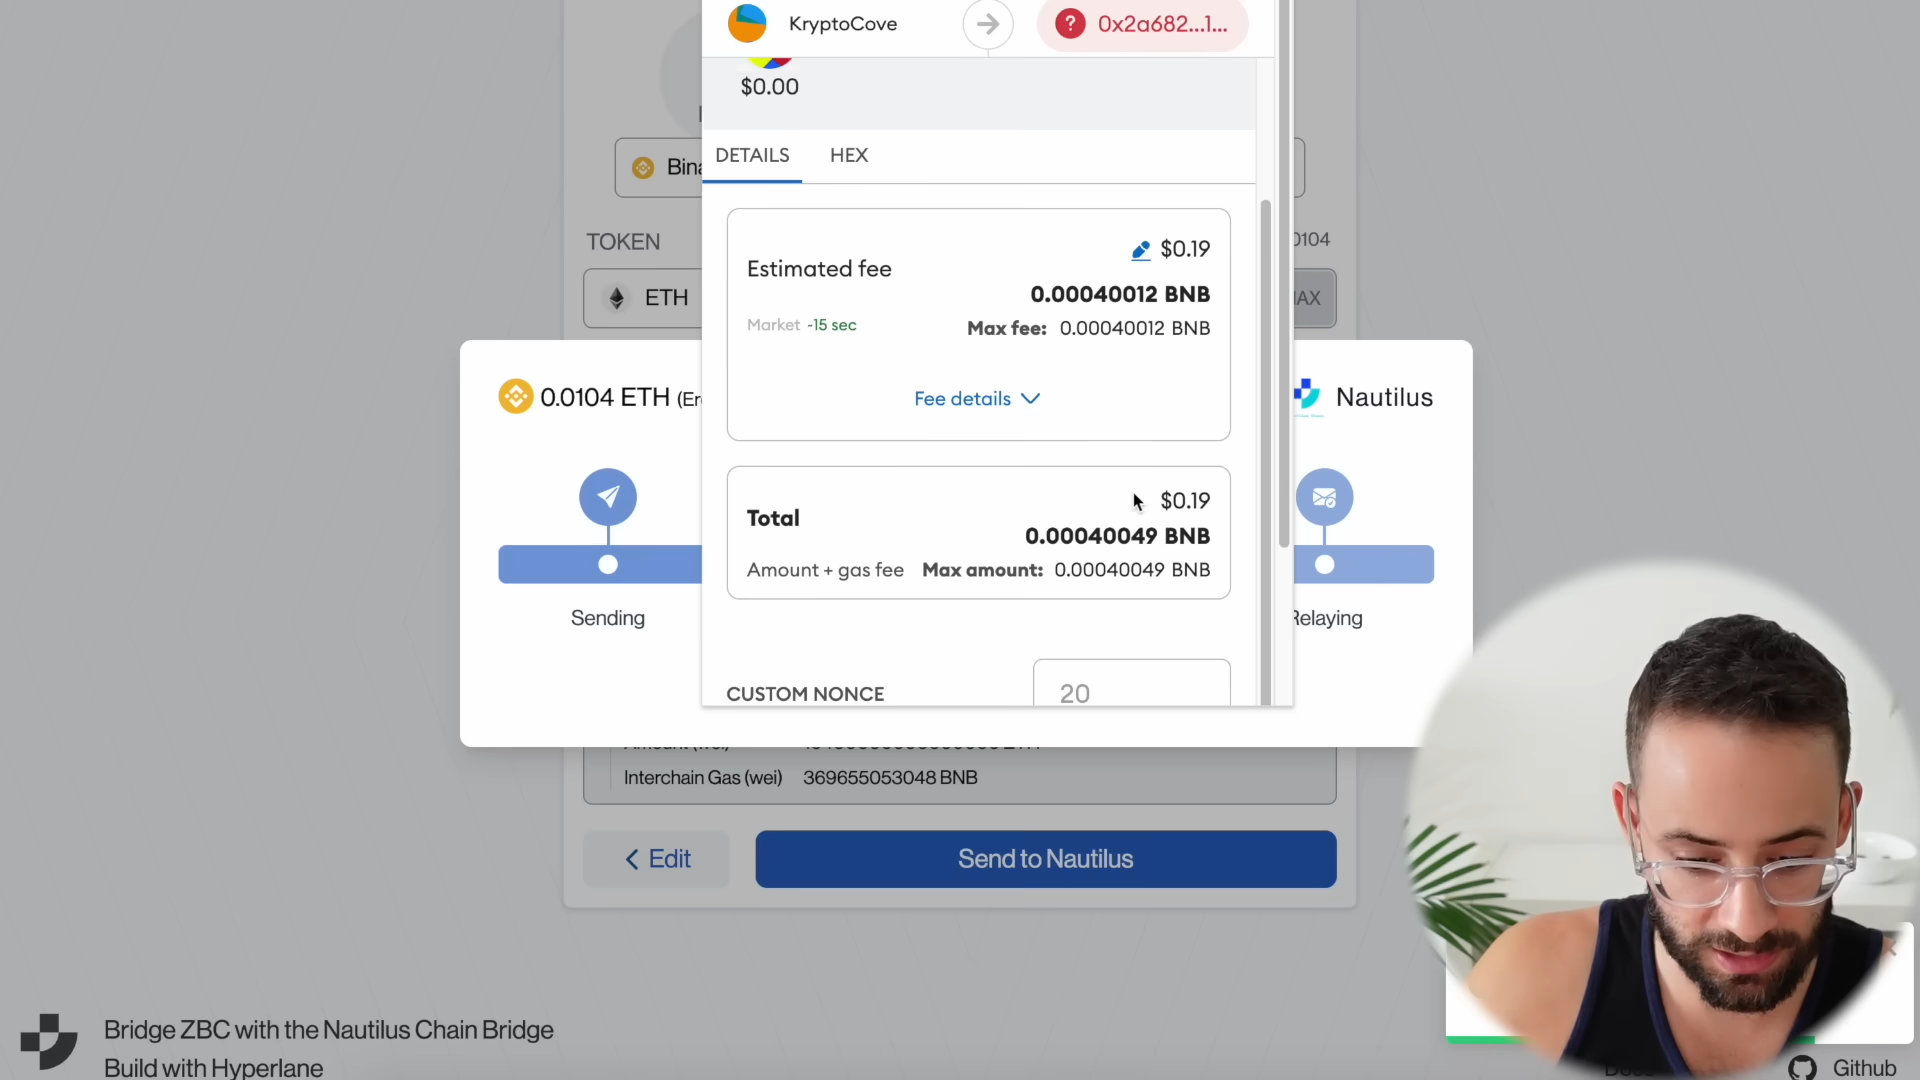 KryptoCove
0x2a682...1...
$0.00
DETAILS
HEX
TOKEN
ETH
Estimated fee
$0.19
0.00040012 BNB
Market -15 sec
Max fee: 0.00040012 BNB
Fee details
0.0104 ETH
Nautilus
Total
$0.19
0.00040049 BNB
Amount + gas fee Max amount: 0.00040049 BNB
Sending
CUSTOM NONCE
20
Interchain Gas (wei) 369655053048 BNB
Edit
Send to Nautilus
Bridge ZBC with the Nautilus Chain Bridge
Build with Hyperlane
Github